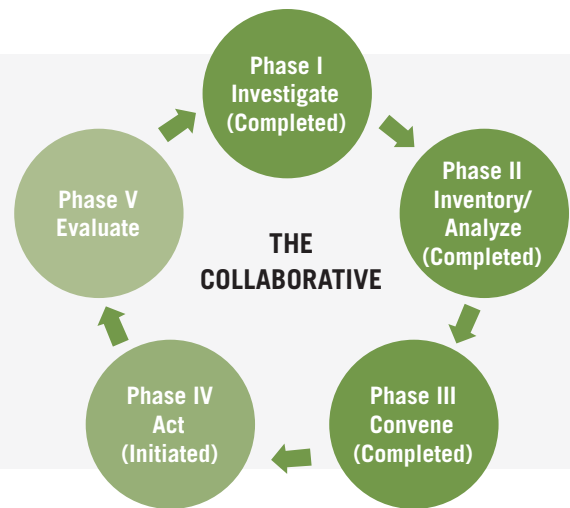 Phase I
Investigate
(Completed)
Phase II
Inventory/
Analyze
(Completed)
Phase III
Convene
(Completed)
Phase IV
Act
(Initiated)
Phase V
Evaluate
THE
COLLABORATIVE